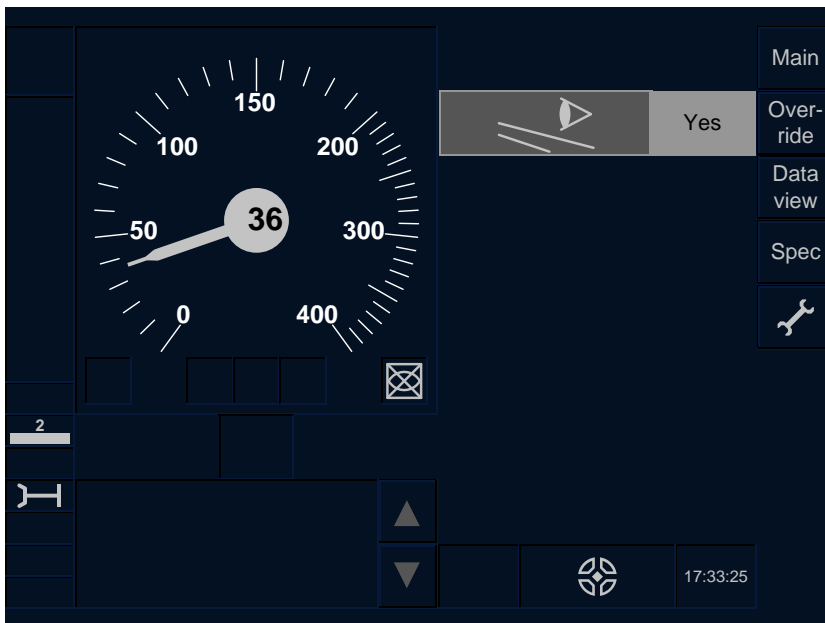 Main
150
Yes
Over-
ride
100
200
Data
view
36
50
300
Spec
0
400
2
17:33:25